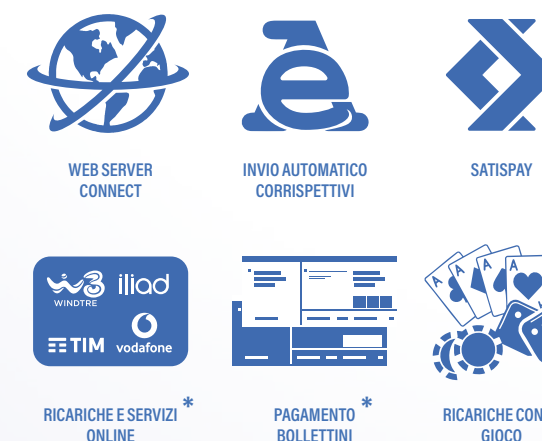 WEB SERVER
CONNECT
INVIO AUTOMATICO
CORRISPETTIVI
SATISPAY
W3 iliad
WINDTRE
TIM vodafone
A A A A
RICARICHE E SERVIZI *
ONLINE
PAGAMENTO *
BOLLETTINI
RICARICHE CON
GIOCO